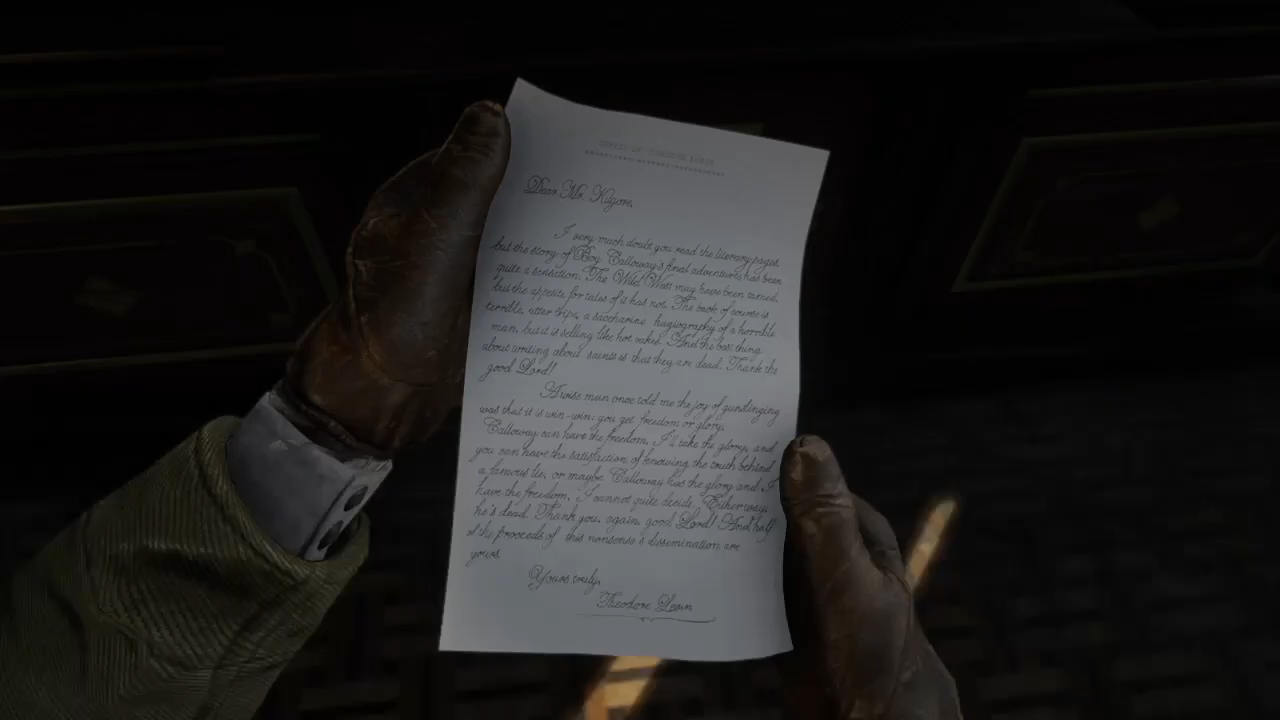 OFFICE OF THEODORE LEVIN
Dear Mr. Kilgore,
I very much doubt you read the literary pages,
but the story of Boy Calloway's final adventure has been
quite a sensation. The Wild West may have been tamed,
but the appetite for tales of it has not. The book of course is
terrible, utter tripe, a saccharine hagiography of a horrible
man, but it is selling like hot cakes. And the best thing
about writing about saints is that they are dead. Thank the
good Lord!
A wise man once told me the joy of gunslinging
was that it is win-win: you get freedom or glory.
Calloway can have the freedom, I'll take the glory, and
you can have the satisfaction of knowing the truth behind
a famous lie, or maybe Calloway has the glory and I
have the freedom. I cannot quite decide. Either way,
he's dead. Thank you, again, good Lord! And half
of the proceeds of this nonsense's dissemination are
yours.
Yours truly,
Theodore Levin